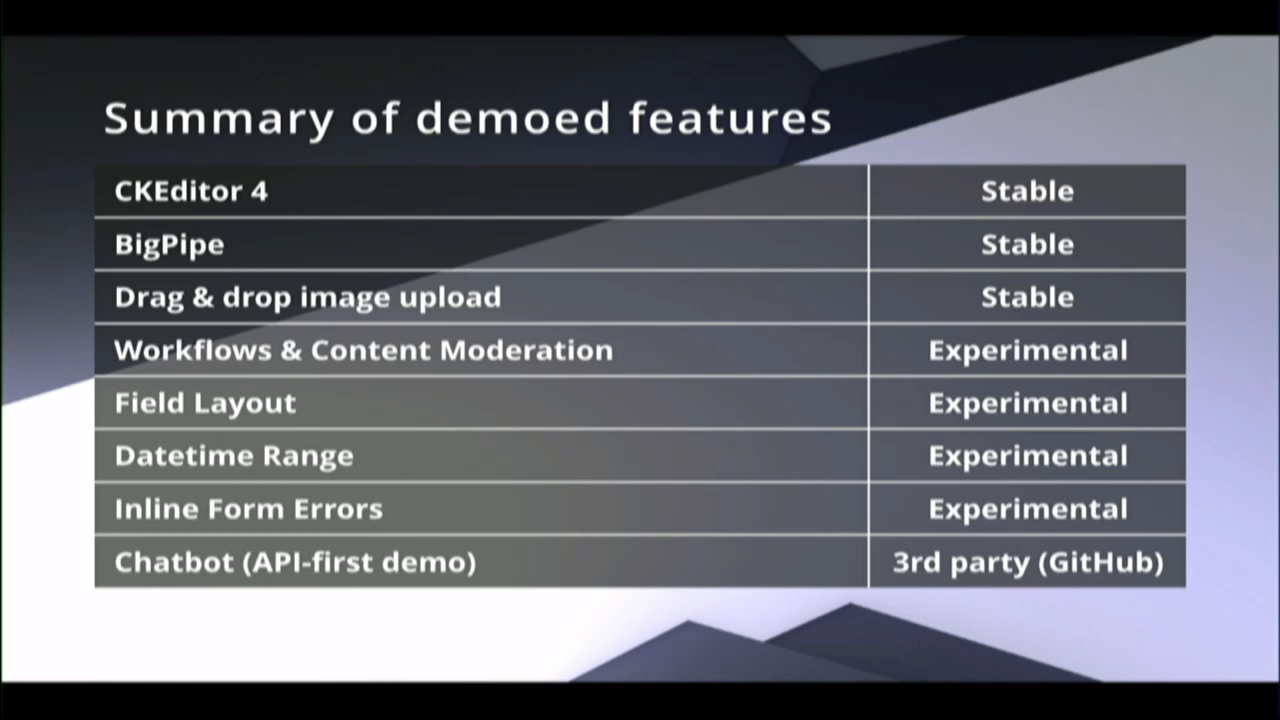 Summary of demoed features
CKEditor 4 Stable
BigPipe Stable
Drag & drop image upload Stable
Workflows & Content Moderation Experimental
Field Layout Experimental
Datetime Range Experimental
Inline Form Errors Experimental
Chatbot (API-first demo) 3rd party (GitHub)